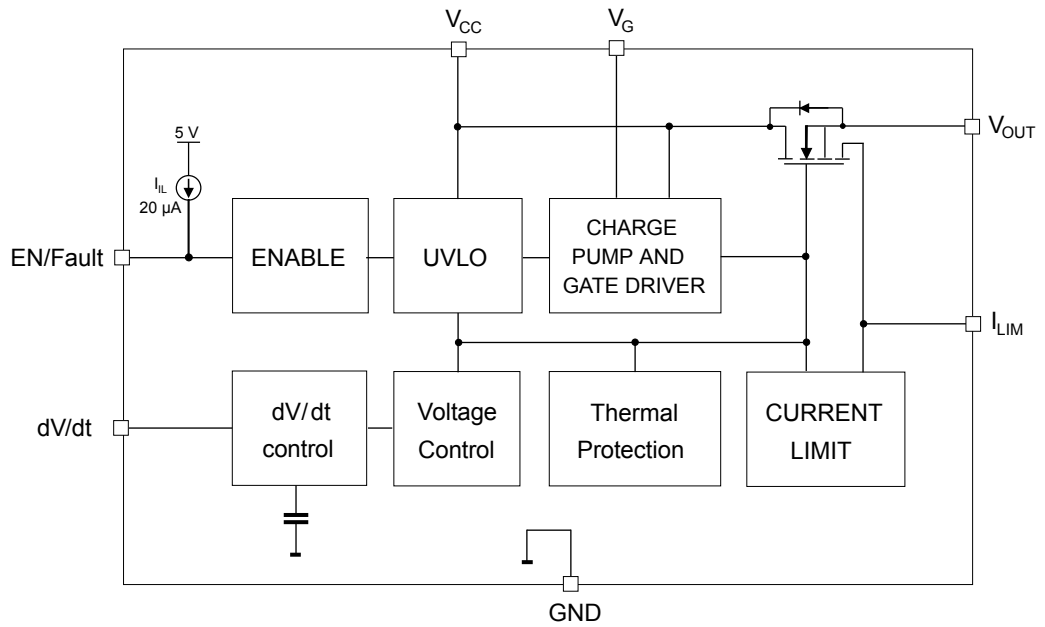 V_CC
V_G
5 V
V_OUT
I_IL
20 µA
EN/Fault
ENABLE
UVLO
CHARGE
PUMP AND
GATE DRIVER
I_LIM
dV/dt
dV/dt
control
Voltage
Control
Thermal
Protection
CURRENT
LIMIT
GND